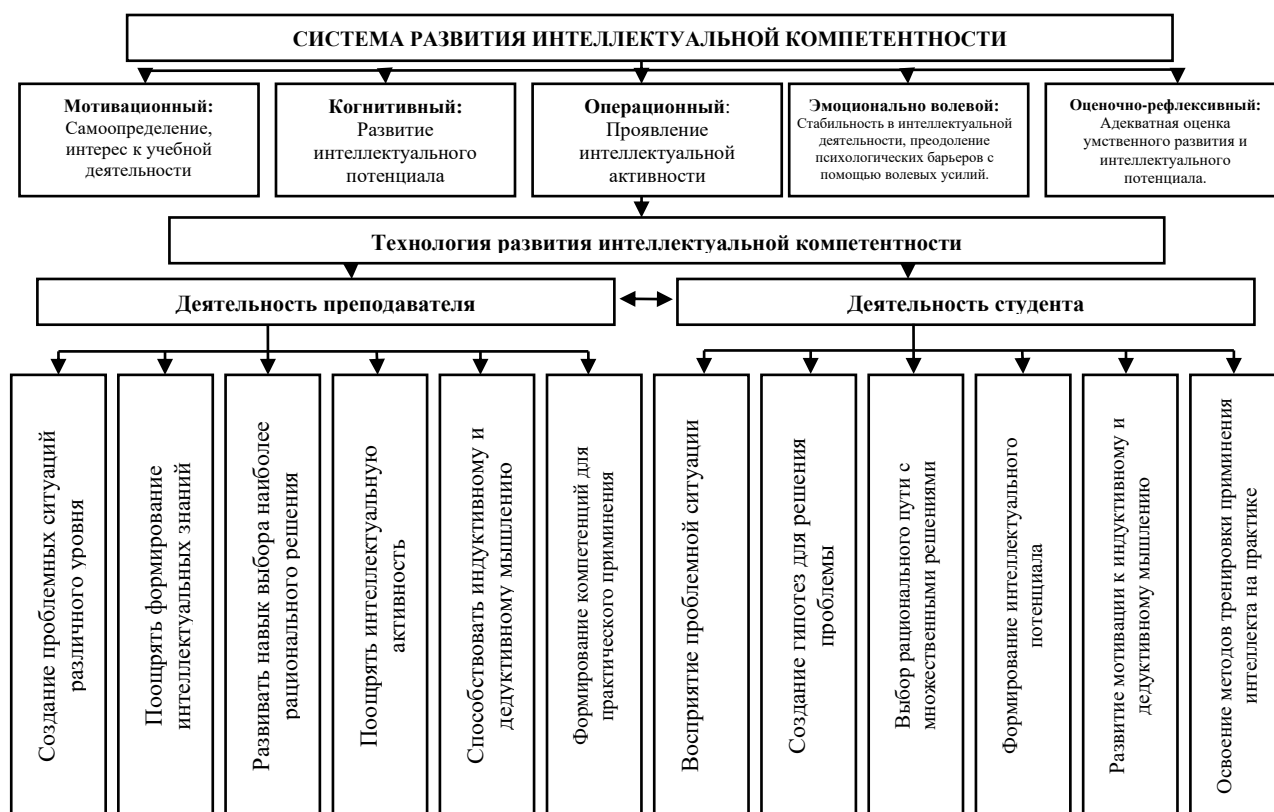 СИСТЕМА РАЗВИТИЯ ИНТЕЛЛЕКТУАЛЬНОЙ КОМПЕТЕНТНОСТИ
Мотивационный:
Самоопределение,
интерес к учебной
деятельности
Когнитивный:
Развитие
интеллектуального
потенциала
Операционный:
Проявление
интеллектуальной
активности
Эмоционально волевой:
Стабильность в интеллектуальной
деятельности, преодоление
психологических барьеров с
помощью волевых усилий.
Оценочно-рефлексивный:
Адекватная оценка
умственного развития и
интеллектуального
потенциала.
Технология развития интеллектуальной компетентности
Деятельность преподавателя
Деятельность студента
Создание проблемных ситуаций
различного уровня
Поощрять формирование
интеллектуальных знаний
Развивать навык выбора наиболее
рационального решения
Поощрять интеллектуальную
активность
Способствовать индуктивному и
дедуктивному мышлению
Формирование компетенций для
практического приминения
Восприятие проблемной ситуации
Создание гипотез для решения
проблемы
Выбор рационального пути с
множественными решениями
Формирование интеллектуального
потенциала
Развитие мотивации к индуктивному и
дедуктивному мышлению
Освоение методов тренировки приминения
интеллекта на практике